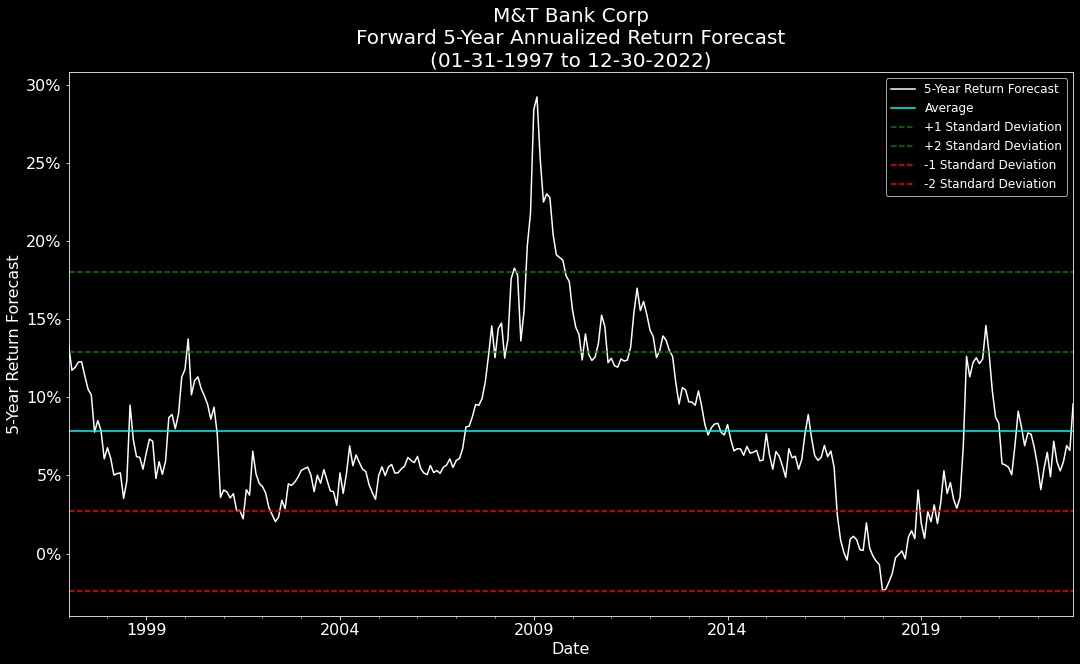 M&T Bank Corp
Forward 5-Year Annualized Return Forecast
(01-31-1997 to 12-30-2022)
30%
25%
20%
15%
10%
5%
0%
5-Year Return Forecast
5-Year Return Forecast
Average
+1 Standard Deviation
+2 Standard Deviation
-1 Standard Deviation
-2 Standard Deviation
1999
2004
2009
2014
2019
Date